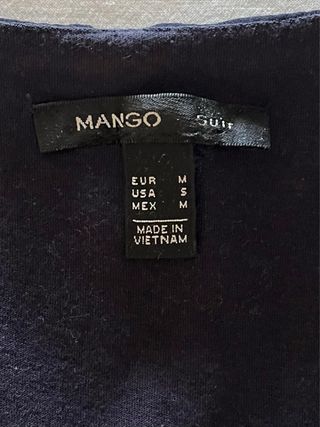 MANGO suit
EUR M
USA S
MEX M
MADE IN
VIETNAM